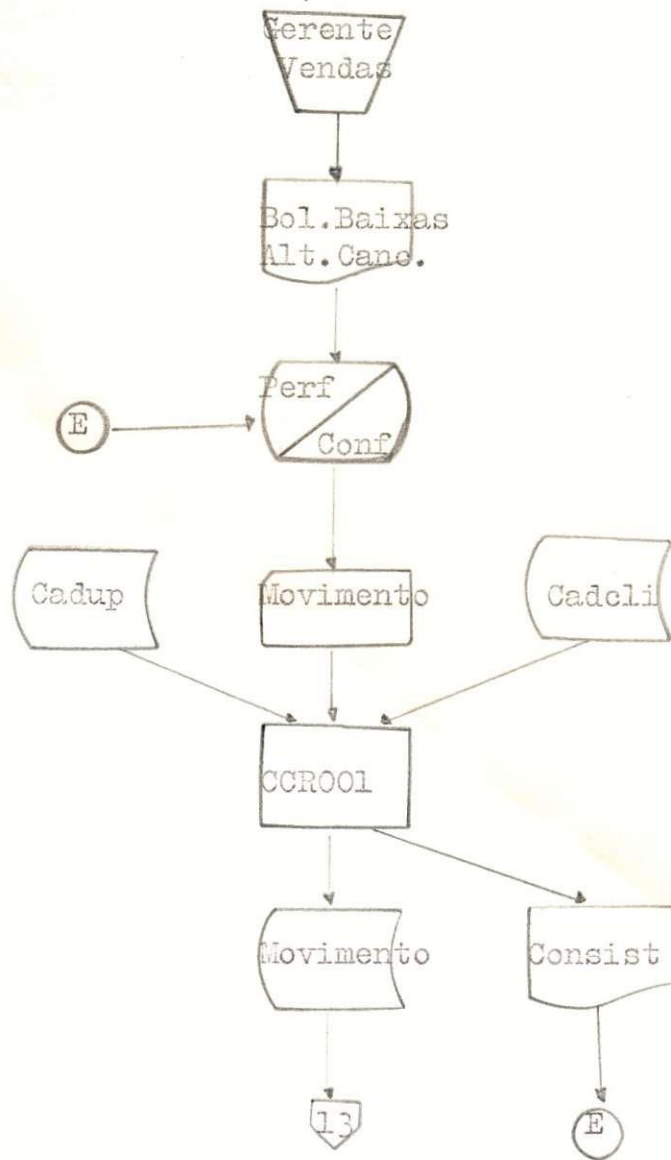 Gerente
Vendas
Bol.Baixas
Alt.Canc.
Perf
E
Conf
Cadup
Movimento
Cadcli
CCR001
Movimento
Consist
13
E